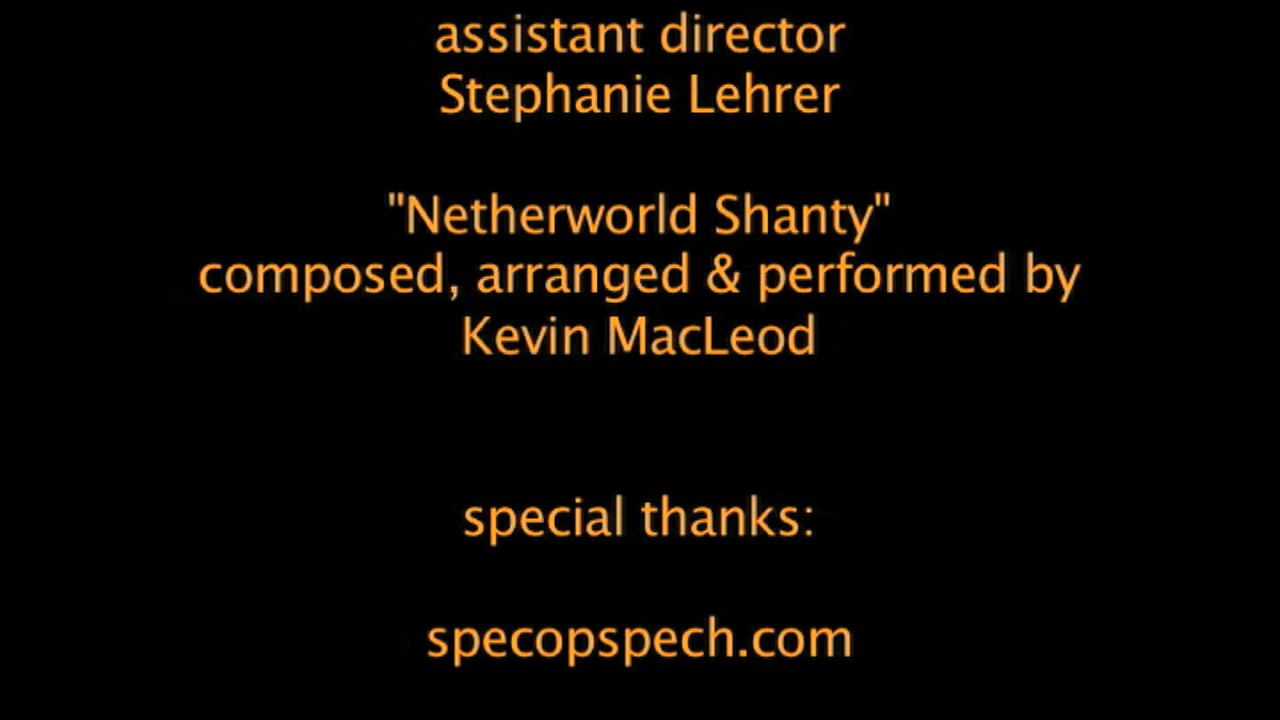 assistant director
Stephanie Lehrer
"Netherworld Shanty"
composed, arranged & performed by
Kevin MacLeod
special thanks:
specopspech.com